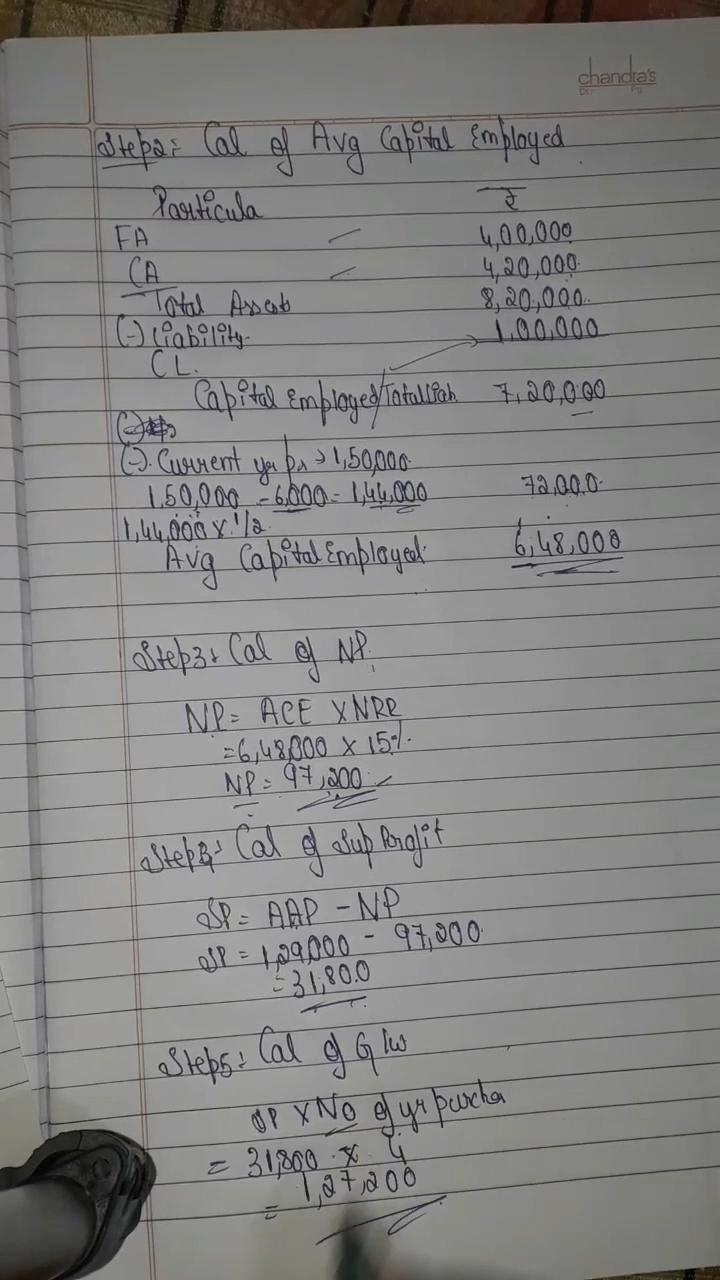 chandra's
Step2: Cal of Avg Capital Employed
Particula ₹
FA 4,00,000
CA 4,20,000
Total Assets 8,20,000
(-) Liability 1,00,000
CL.
Capital Employed/Total Liab 7,20,000
(-)
(-). Current yr pr → 1,50,000
1,50,000 - 6,000 = 1,44,000 72,000
1,44,000 x 1/2
Avg Capital Employed 6,48,000
Step3: Cal of NP.
NP = ACE X NRR
= 6,48,000 x 15%
NP = 97,200
Step4: Cal of Sup Profit
SP = AAP - NP
SP = 1,29,000 - 97,200
= 31,800
Step5: Cal of G/w
SP X No of yr purchas
= 31,800 x 4
= 1,27,200